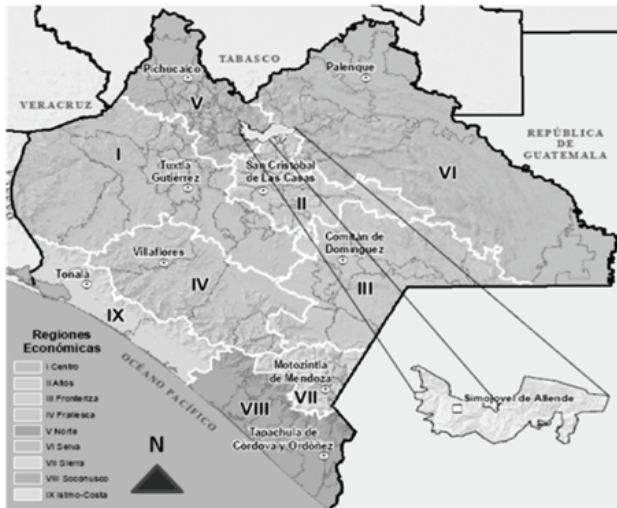 TABASCO
Pichucalco
Palenque
VERACRUZ
V
REPÚBLICA
DE
GUATEMALA
I
Tuxtla
Gutiérrez
San Cristóbal
de Las Casas
VI
II
Comitán de
Domínguez
Villaflores
Tonalá
IV
III
IX
Regiones
Económicas
I Centro
II Altos
III Fronteriza
IV Frailesca
V Norte
VI Selva
VII Sierra
VIII Soconusco
IX Istmo-Costa
OCÉANO PACÍFICO
Motozintla
de Mendoza
VII
VIII
N
Tapachula de
Córdova y Ordóñez
Simojovel de Allende